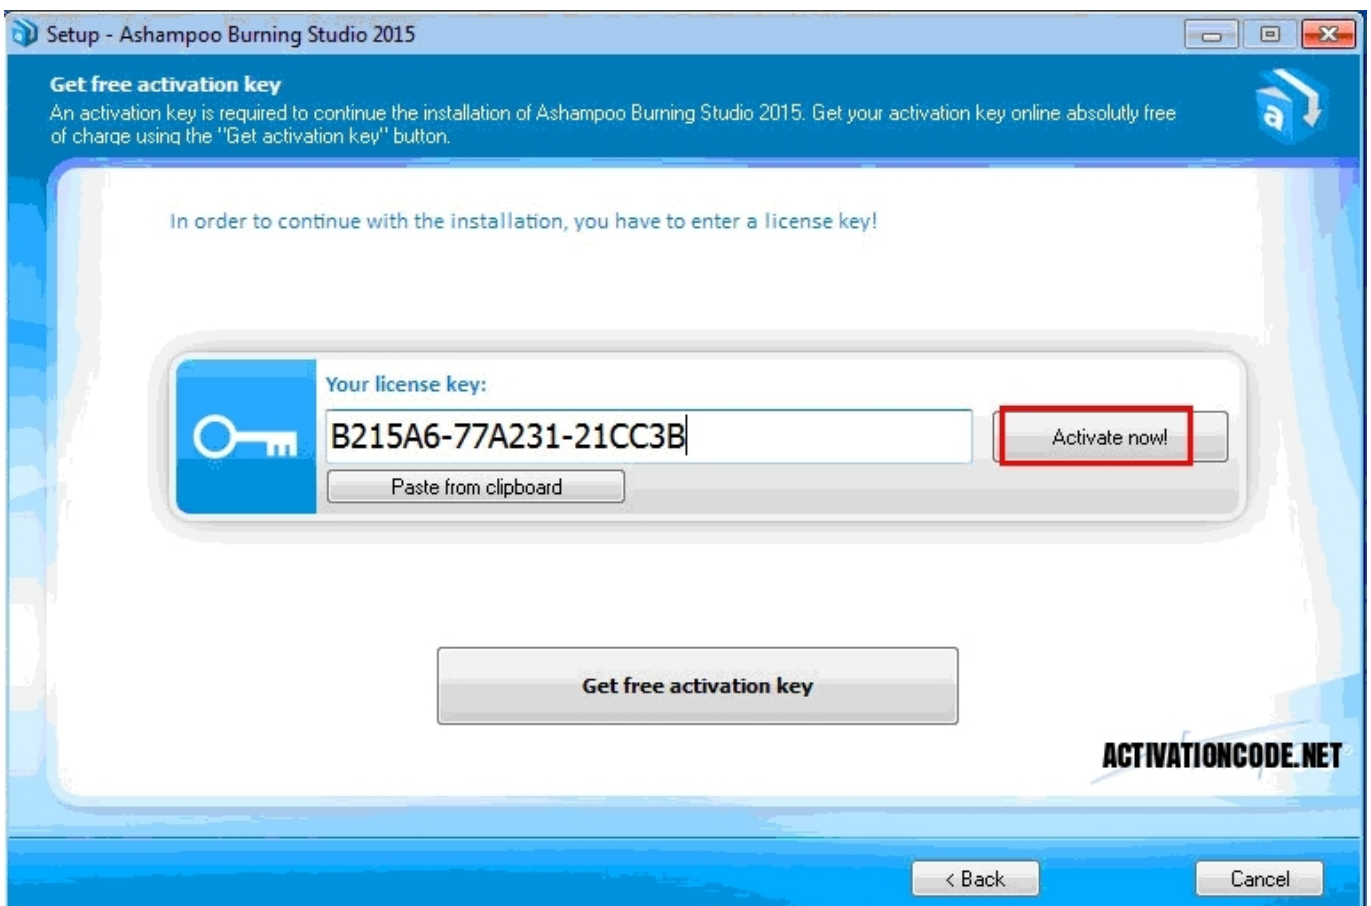 Setup - Ashampoo Burning Studio 2015
Get free activation key
An activation key is required to continue the installation of Ashampoo Burning Studio 2015. Get your activation key online absolutly free
of charge using the "Get activation key" button.
In order to continue with the installation, you have to enter a license key!
Your license key:
B215A6-77A231-21CC3B
Activate now!
Paste from clipboard
Get free activation key
ACTIVATIONCODE.NET
< Back
Cancel